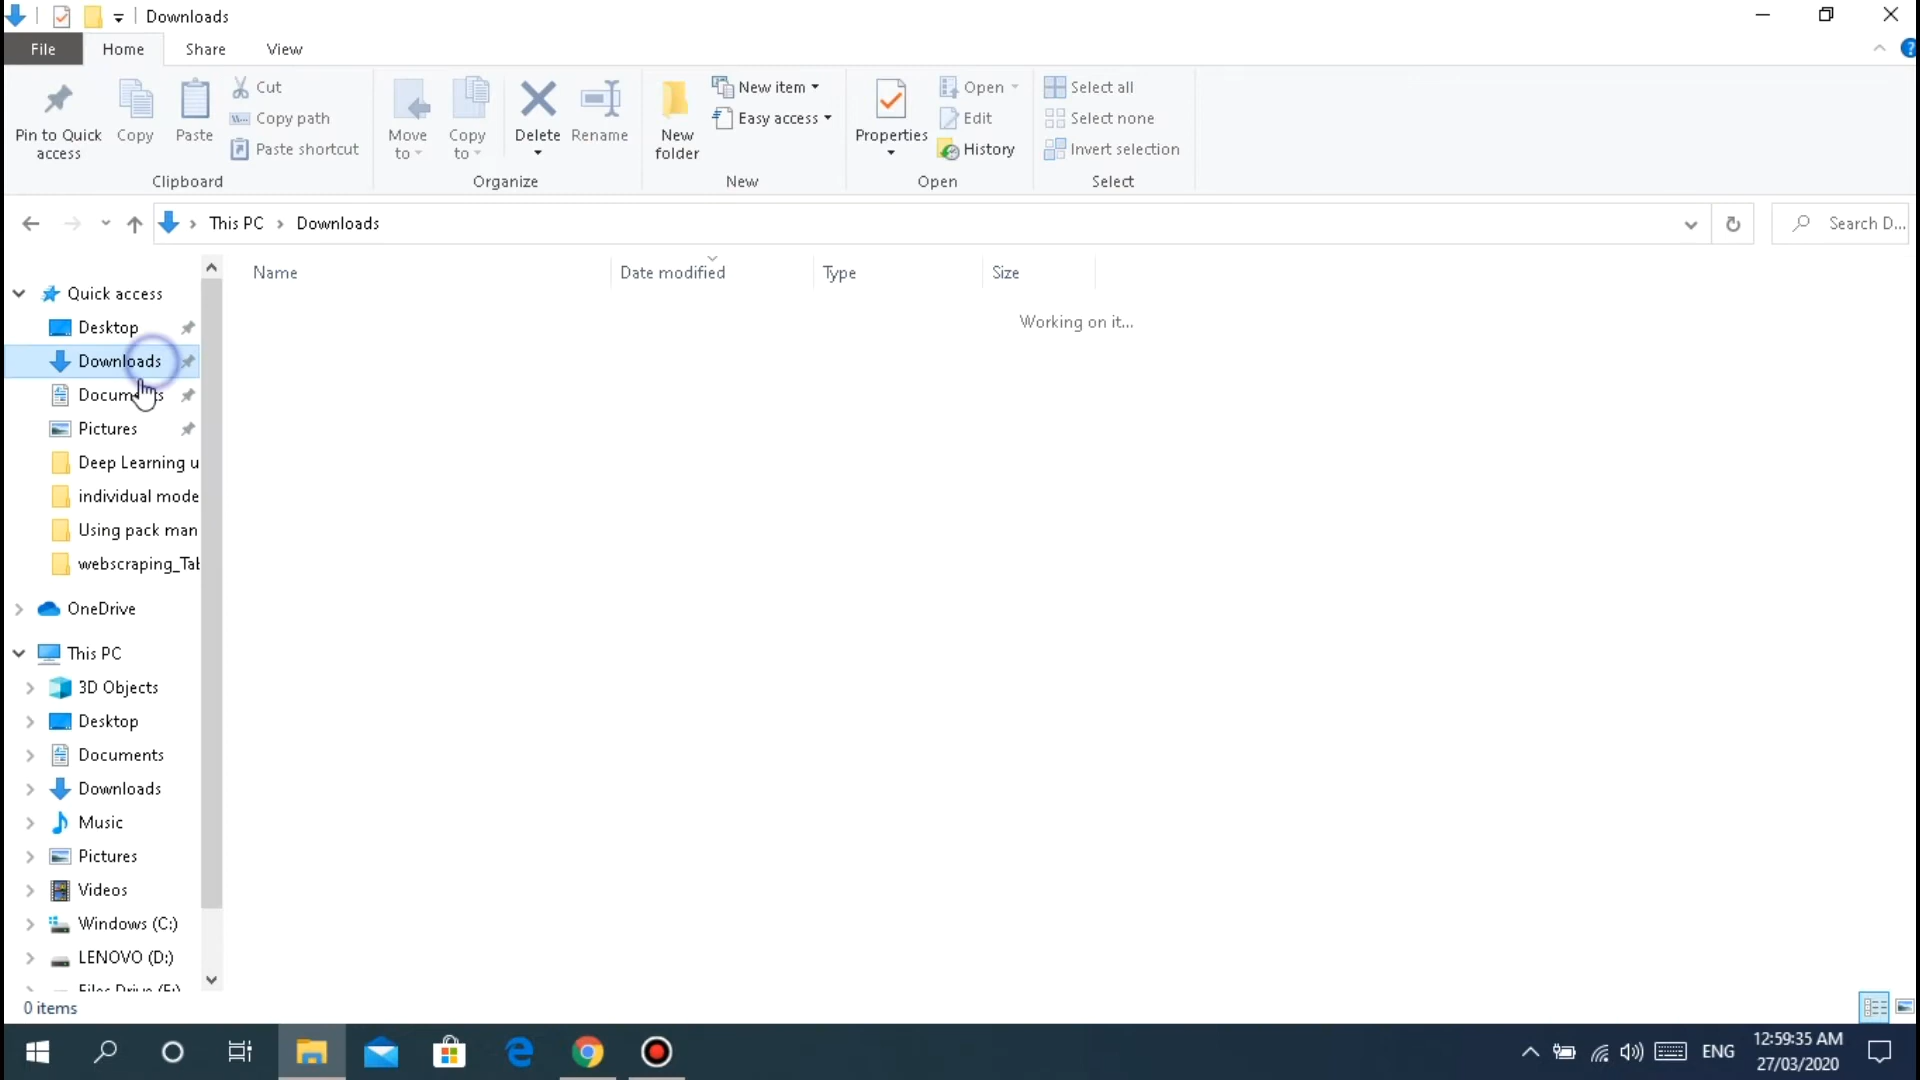 Downloads
File Home Share View
Pin to Quick access
Copy
Paste
Cut
Copy path
Paste shortcut
Clipboard
Move to
Copy to
Delete
Rename
Organize
New folder
New item
Easy access
New
Properties
Open
Edit
History
Open
Select all
Select none
Invert selection
Select
This PC Downloads
Search D...
Name Date modified Type Size
Working on it...
Quick access
Desktop
Downloads
Pictures
Deep Learning u
individual mode
Using pack man
webscraping_Tab
OneDrive
This PC
3D Objects
Desktop
Documents
Downloads
Music
Pictures
Videos
Windows (C:)
LENOVO (D:)
0 items
ENG
12:59:35 AM
27/03/2020